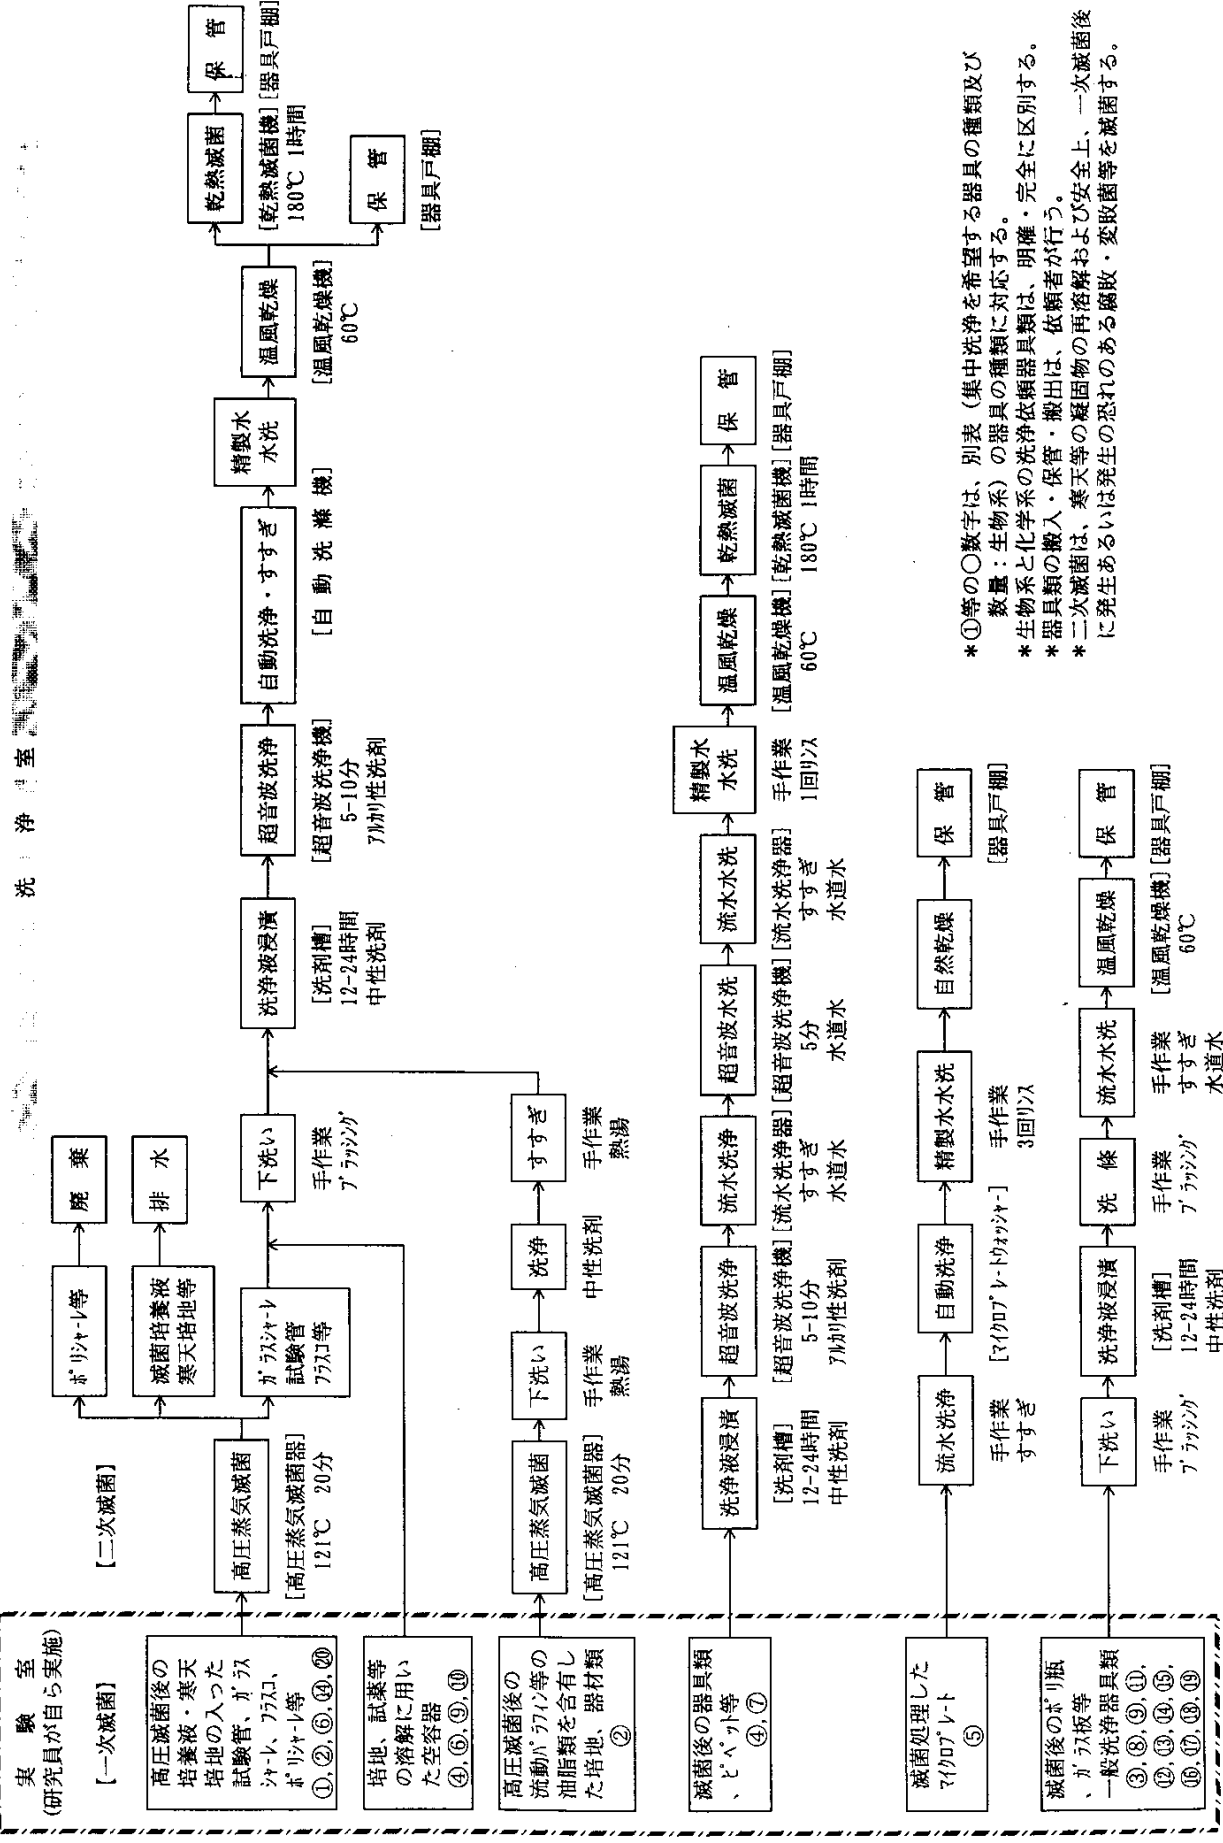 実 験 室
(研究員が自ら実施)
【一次滅菌】
【二次滅菌】
洗 浄 室
高圧滅菌後の
培養液・寒天
培地の入った
試験管、ガラス
シャーレ、フラスコ、
ポリシャーレ等
①,②,⑥,⑭,⑳
高圧蒸気滅菌
[高圧蒸気滅菌器]
121℃ 20分
ポリシャーレ等
廃 棄
滅菌培養液
寒天培地等
排 水
ガラスシャーレ
試験管
フラスコ等
下洗い
手作業
ブラッシング
洗浄液浸漬
[洗剤槽]
12-24時間
中性洗剤
超音波洗浄
[超音波洗浄機]
5-10分
アルカリ性洗剤
自動洗浄・すすぎ
[自 動 洗 滌 機]
精製水
水洗
温風乾燥
[温風乾燥機]
60℃
乾熱滅菌
[乾熱滅菌機]
180℃ 1時間
保 管
[器具戸棚]
保 管
[器具戸棚]
培地、試薬等
の溶解に用い
た空容器
④,⑥,⑨,⑩
高圧滅菌後の
流動パラフィン等の
油脂類を含有し
た培地、器材類
②
高圧蒸気滅菌
[高圧蒸気滅菌器]
121℃ 20分
下洗い
手作業
熱湯
洗浄
中性洗剤
すすぎ
手作業
熱湯
滅菌後の器具類
、ピペット等
④,⑦
洗浄液浸漬
[洗剤槽]
12-24時間
中性洗剤
超音波洗浄
[超音波洗浄機]
5-10分
アルカリ性洗剤
流水洗浄
[流水洗浄器]
すすぎ
水道水
超音波水洗
[超音波洗浄機]
5分
水道水
流水水洗
[流水洗浄器]
すすぎ
水道水
精製水
水洗
手作業
1回リンス
温風乾燥
[温風乾燥機]
60℃
乾熱滅菌
[乾熱滅菌機]
180℃ 1時間
保 管
[器具戸棚]
滅菌処理した
マイクロプレート
⑤
流水洗浄
手作業
すすぎ
自動洗浄
[マイクロプレートウォッシャー]
精製水水洗
手作業
3回リンス
自然乾燥
保 管
[器具戸棚]
滅菌後のポリ瓶
、ガラス板等
一般洗浄器具類
③,⑧,⑨,⑪,
⑫,⑬,⑭,⑮,
⑯,⑰,⑱,⑲
下洗い
手作業
ブラッシング
洗浄液浸漬
[洗剤槽]
12-24時間
中性洗剤
洗 條
手作業
ブラッシング
流水水洗
手作業
すすぎ
水道水
温風乾燥
[温風乾燥機]
60℃
保 管
[器具戸棚]
*①等の〇数字は、別表(集中洗浄を希望する器具の種類及び
数量:生物系)の器具の種類に対応する。
*生物系と化学系の洗浄依頼器具類は、明確・完全に区別する。
*器具類の搬入・保管・搬出は、依頼者が行う。
*二次滅菌は、寒天等の凝固物の再溶解および安全上、一次滅菌後
に発生あるいは発生の恐れのある腐敗・変敗菌等を滅菌する。